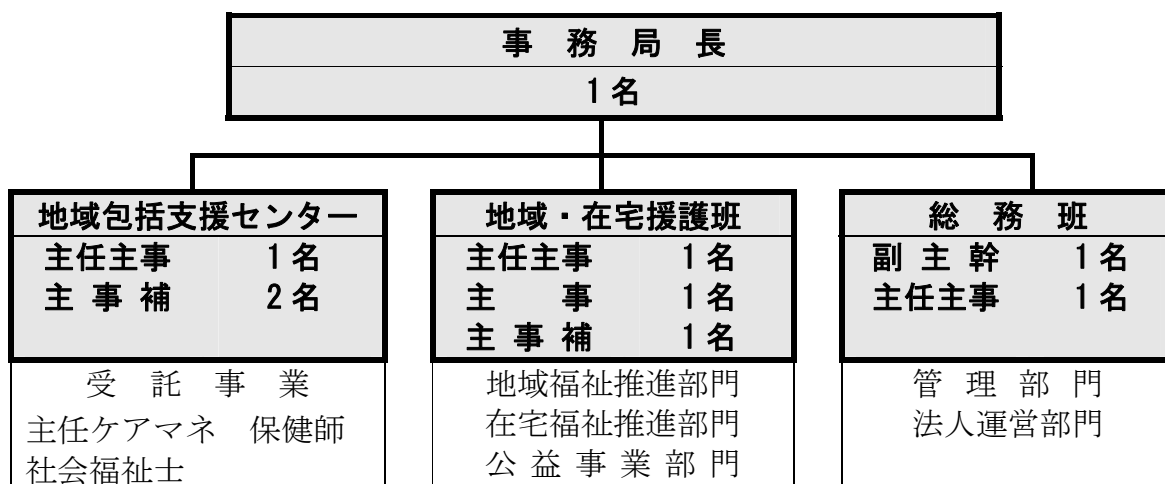 事務局長
1名
地域包括支援センター
主任主事 1名
主事補 2名
受託事業
主任ケアマネ 保健師
社会福祉士
地域・在宅援護班
主任主事 1名
主事 1名
主事補 1名
地域福祉推進部門
在宅福祉推進部門
公益事業部門
総務班
副主幹 1名
主任主事 1名
管理部門
法人運営部門